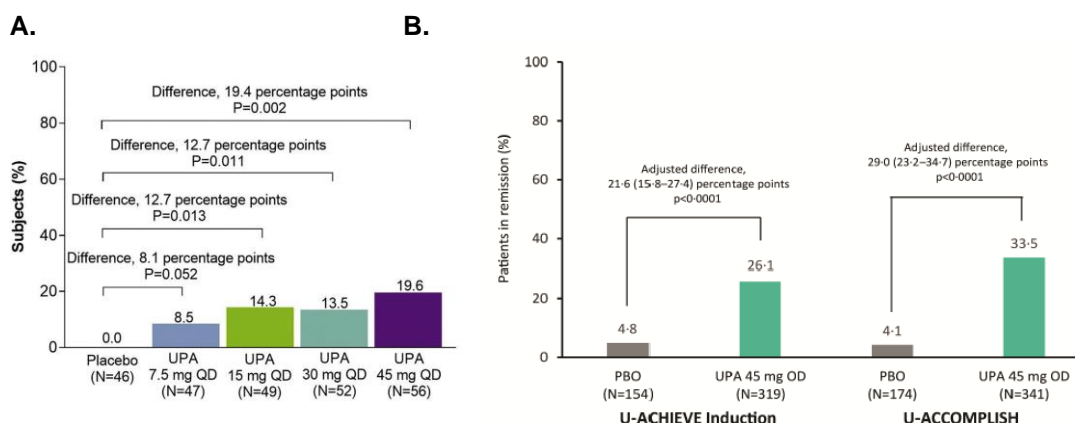 A.
100
80
60
40
20
0
Subjects (%)
Difference, 19.4 percentage points
P=0.002
Difference, 12.7 percentage points
P=0.011
Difference, 12.7 percentage points
P=0.013
Difference, 8.1 percentage points
P=0.052
0.0
8.5
14.3
13.5
19.6
Placebo
(N=46)
UPA
7.5 mg QD
(N=47)
UPA
15 mg QD
(N=49)
UPA
30 mg QD
(N=52)
UPA
45 mg QD
(N=56)
B.
100
80
60
40
20
0
Patients in remission (%)
Adjusted difference,
21·6 (15·8–27·4) percentage points
p<0·0001
Adjusted difference,
29·0 (23·2–34·7) percentage points
p<0·0001
4·8
26·1
4·1
33·5
PBO
(N=154)
UPA 45 mg OD
(N=319)
PBO
(N=174)
UPA 45 mg OD
(N=341)
U-ACHIEVE Induction
U-ACCOMPLISH